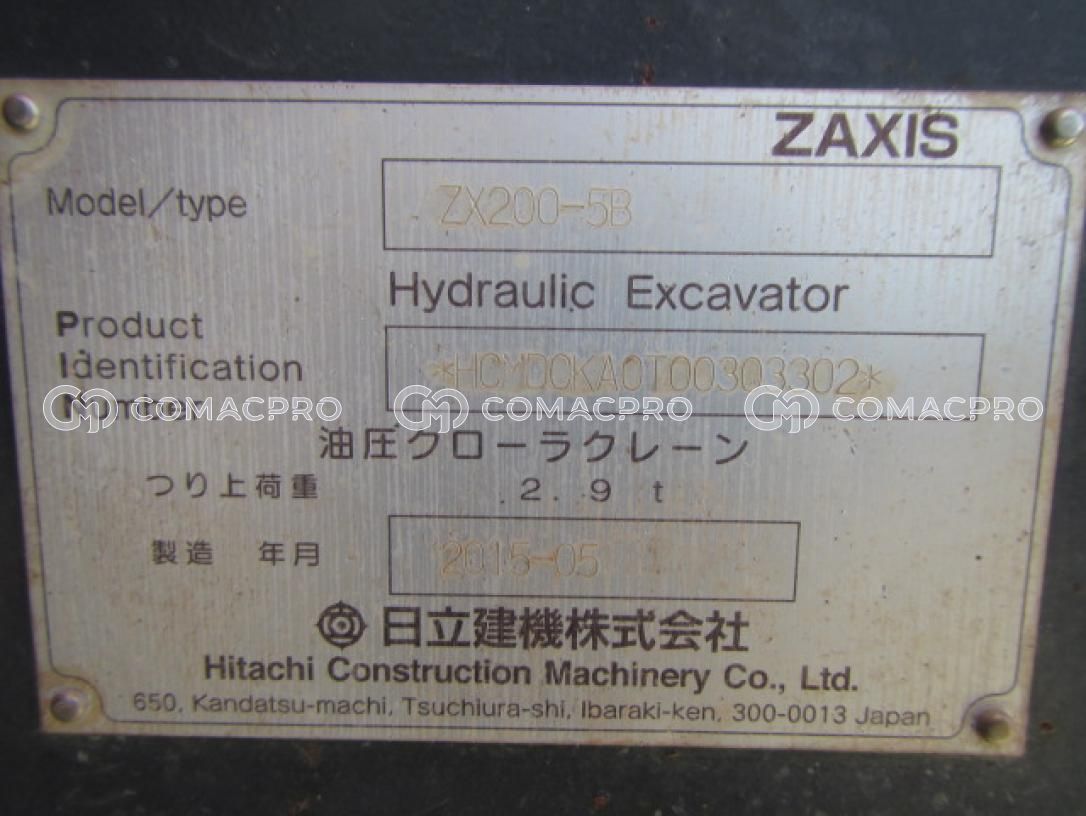 ZAXIS
Model/type ZX200-5B
Hydraulic Excavator
Product
Identification *HCMDCKA0T00303302*
Number
COMACPRO COMACPRO COMACPRO
油圧クローラクレーン
つり上荷重 2.9 t
製造 年月 2015-05
日立建機株式会社
Hitachi Construction Machinery Co., Ltd.
650, Kandatsu-machi, Tsuchiura-shi, Ibaraki-ken, 300-0013 Japan